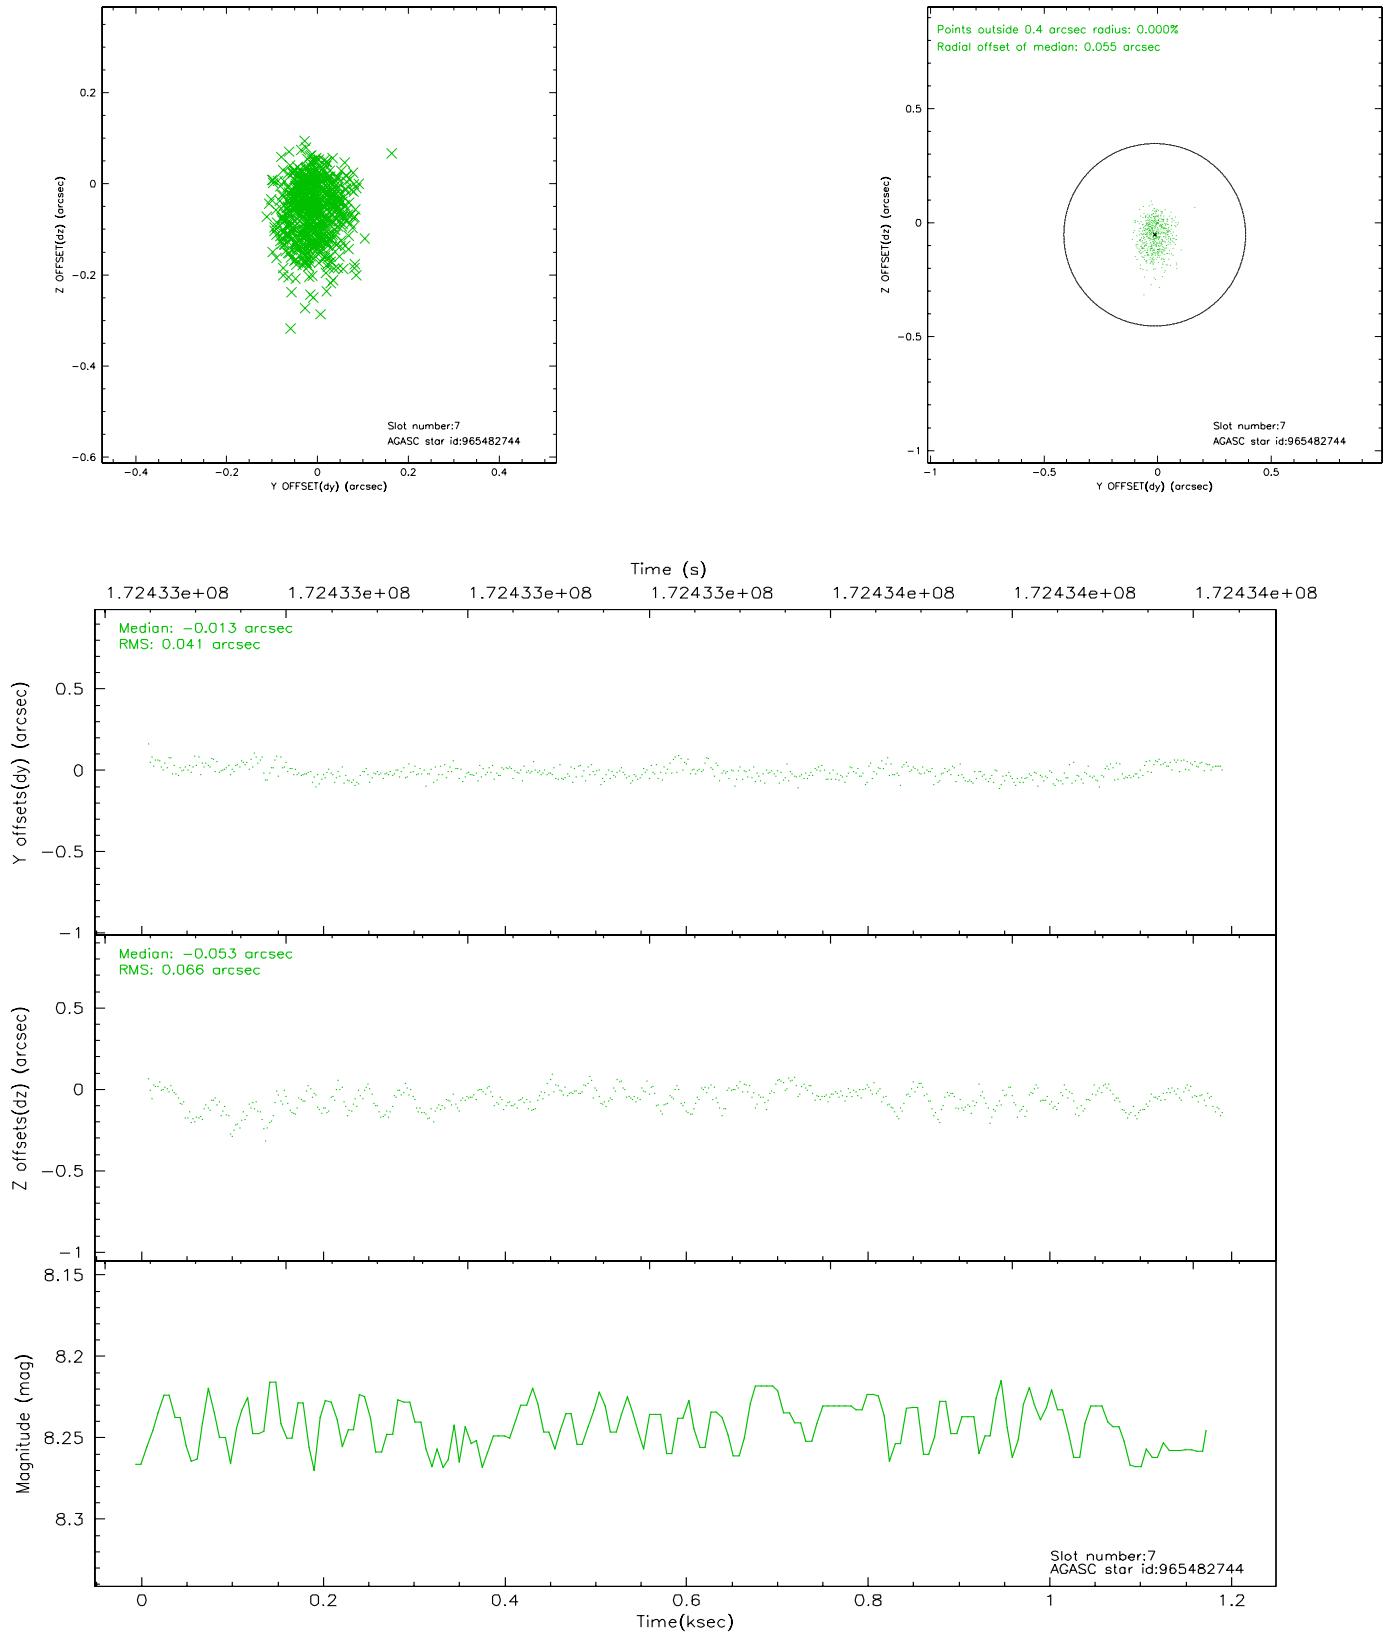 0.2
0
-0.2
-0.4
-0.6
Z OFFSET(dz) (arcsec)
-0.4
-0.2
0
0.2
0.4
Y OFFSET(dy) (arcsec)
Slot number:7
AGASC star id:965482744
Points outside 0.4 arcsec radius: 0.000%
Radial offset of median: 0.055 arcsec
0.5
0
-0.5
-1
Z OFFSET(dz) (arcsec)
-1
-0.5
0
0.5
Y OFFSET(dy) (arcsec)
Slot number:7
AGASC star id:965482744
Time (s)
1.72433e+08
1.72433e+08
1.72433e+08
1.72433e+08
1.72434e+08
1.72434e+08
1.72434e+08
Median: -0.013 arcsec
RMS: 0.041 arcsec
0.5
0
-0.5
-1
Y offsets(dy) (arcsec)
Median: -0.053 arcsec
RMS: 0.066 arcsec
0.5
0
-0.5
-1
Z offsets(dz) (arcsec)
8.15
8.2
8.25
8.3
Magnitude (mag)
Slot number:7
AGASC star id:965482744
0
0.2
0.4
0.6
0.8
1
1.2
Time(ksec)